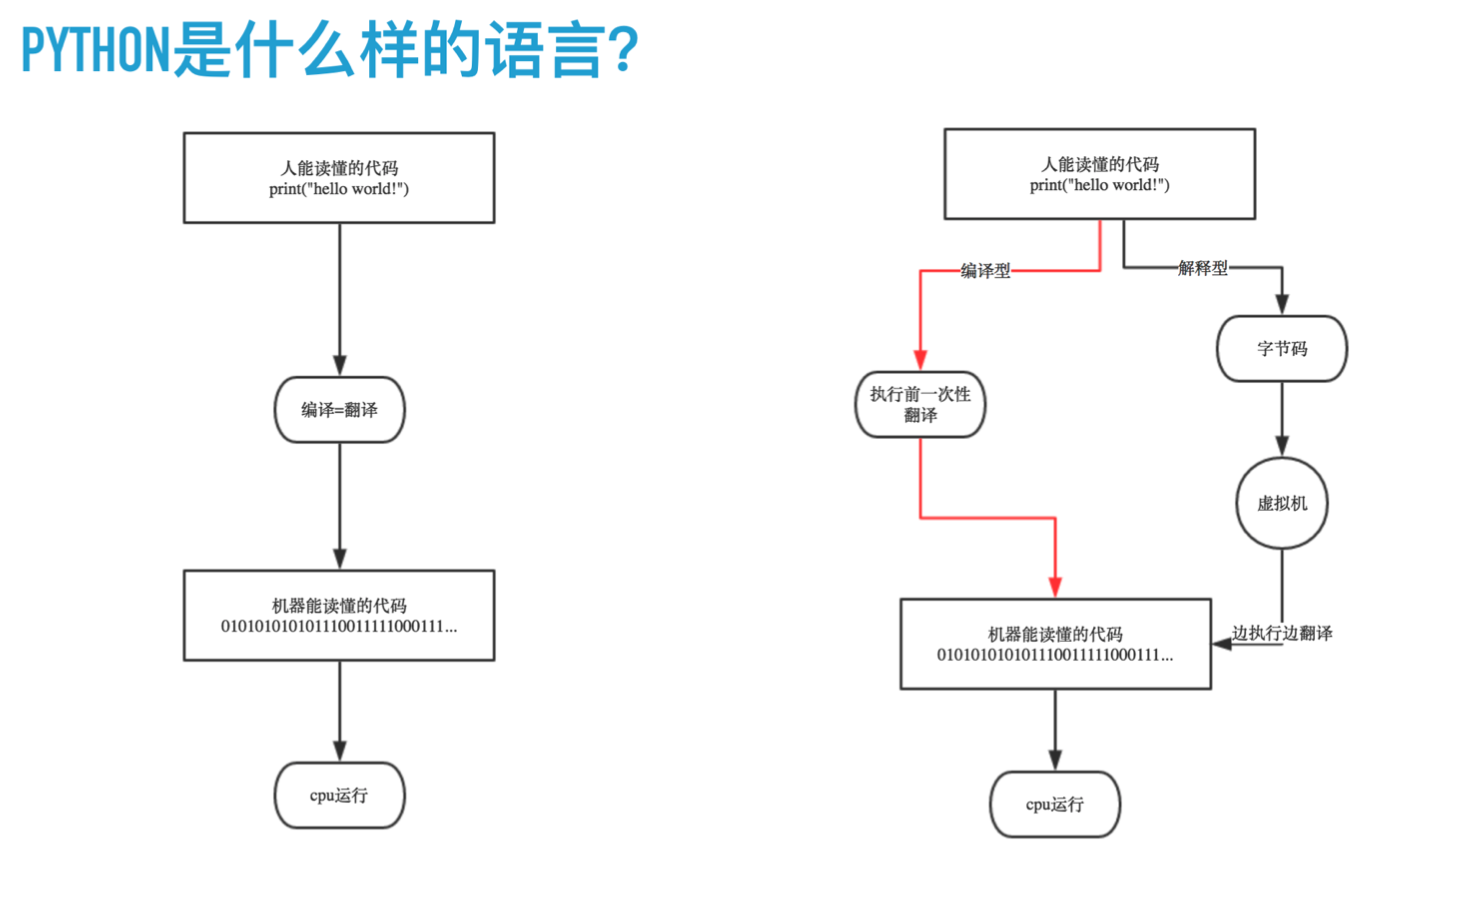 PYTHON是什么样的语言?
人能读懂的代码
print("hello world!")
编译=翻译
机器能读懂的代码
0101010101011110011111000111...
cpu运行
人能读懂的代码
print("hello world!")
编译型
解释型
字节码
执行前一次性
翻译
虚拟机
边执行边翻译
机器能读懂的代码
0101010101011110011111000111...
cpu运行